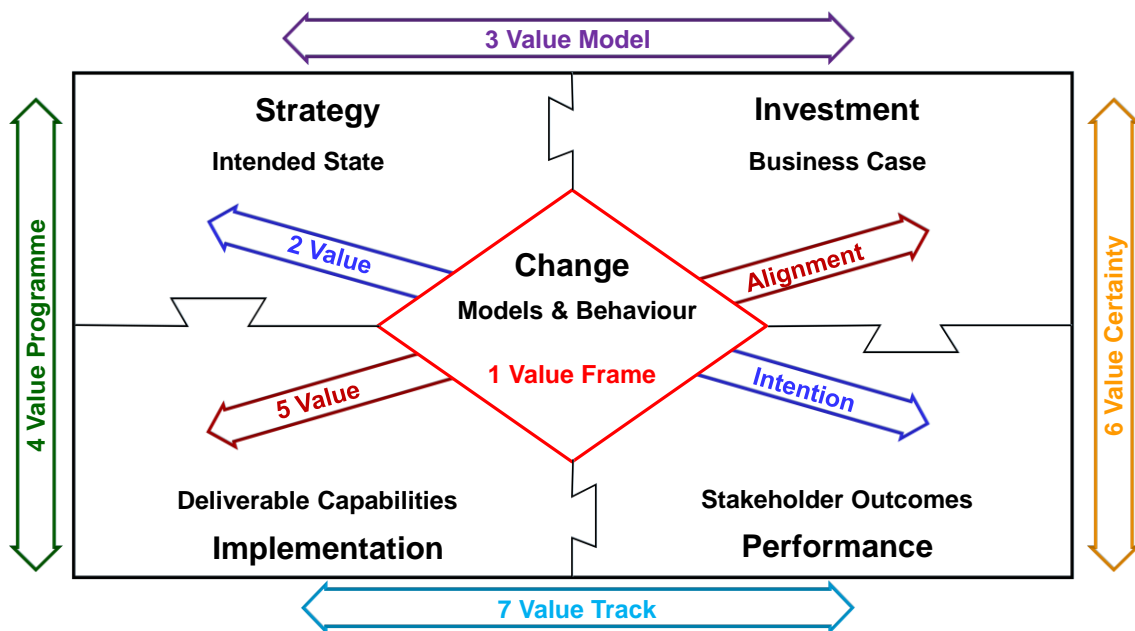 3 Value Model
Strategy
Investment
Intended State
Business Case
2 Value
Alignment
Change
Models & Behaviour
1 Value Frame
5 Value
Intention
4 Value Programme
6 Value Certainty
Deliverable Capabilities
Stakeholder Outcomes
Implementation
Performance
7 Value Track